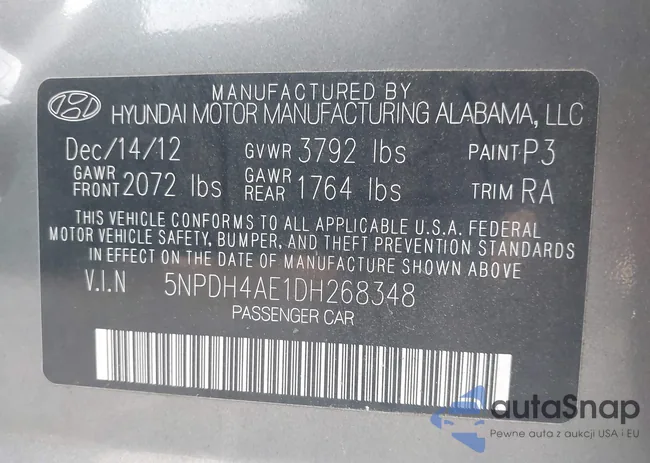 MANUFACTURED BY
HYUNDAI MOTOR MANUFACTURING ALABAMA, LLC
Dec/14/12 GVWR 3792 lbs PAINT P3
GAWR FRONT 2072 lbs GAWR REAR 1764 lbs TRIM RA
THIS VEHICLE CONFORMS TO ALL APPLICABLE U.S.A. FEDERAL
MOTOR VEHICLE SAFETY, BUMPER, AND THEFT PREVENTION STANDARDS
IN EFFECT ON THE DATE OF MANUFACTURE SHOWN ABOVE
V.I.N 5NPDH4AE1DH268348
PASSENGER CAR
autaSnap
Pewne auta z aukcji USA i EU